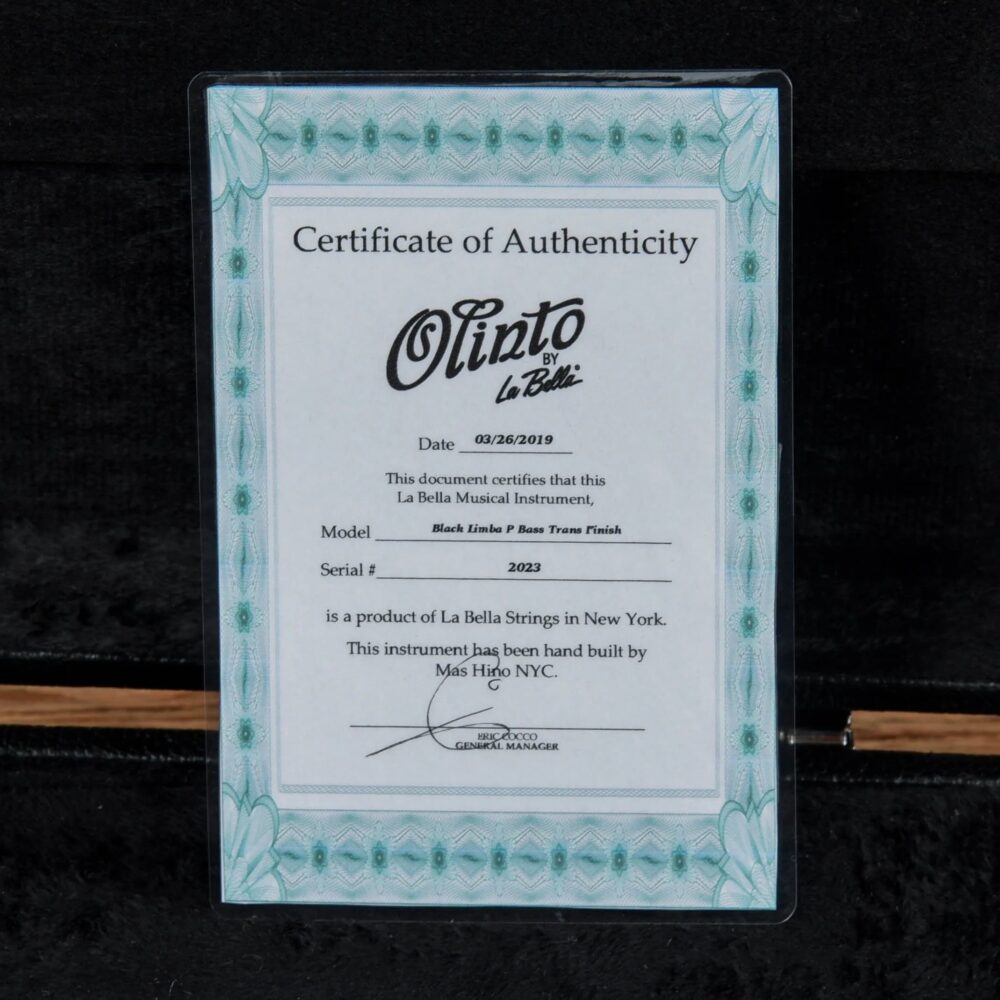 Certificate of Authenticity
Olinto
BY
La Bella
Date 03/26/2019
This document certifies that this
La Bella Musical Instrument,
Model Black Limba P Bass Trans Finish
Serial # 2023
is a product of La Bella Strings in New York.
This instrument has been hand built by
Mas Hino NYC.
ERIC COCCO
GENERAL MANAGER